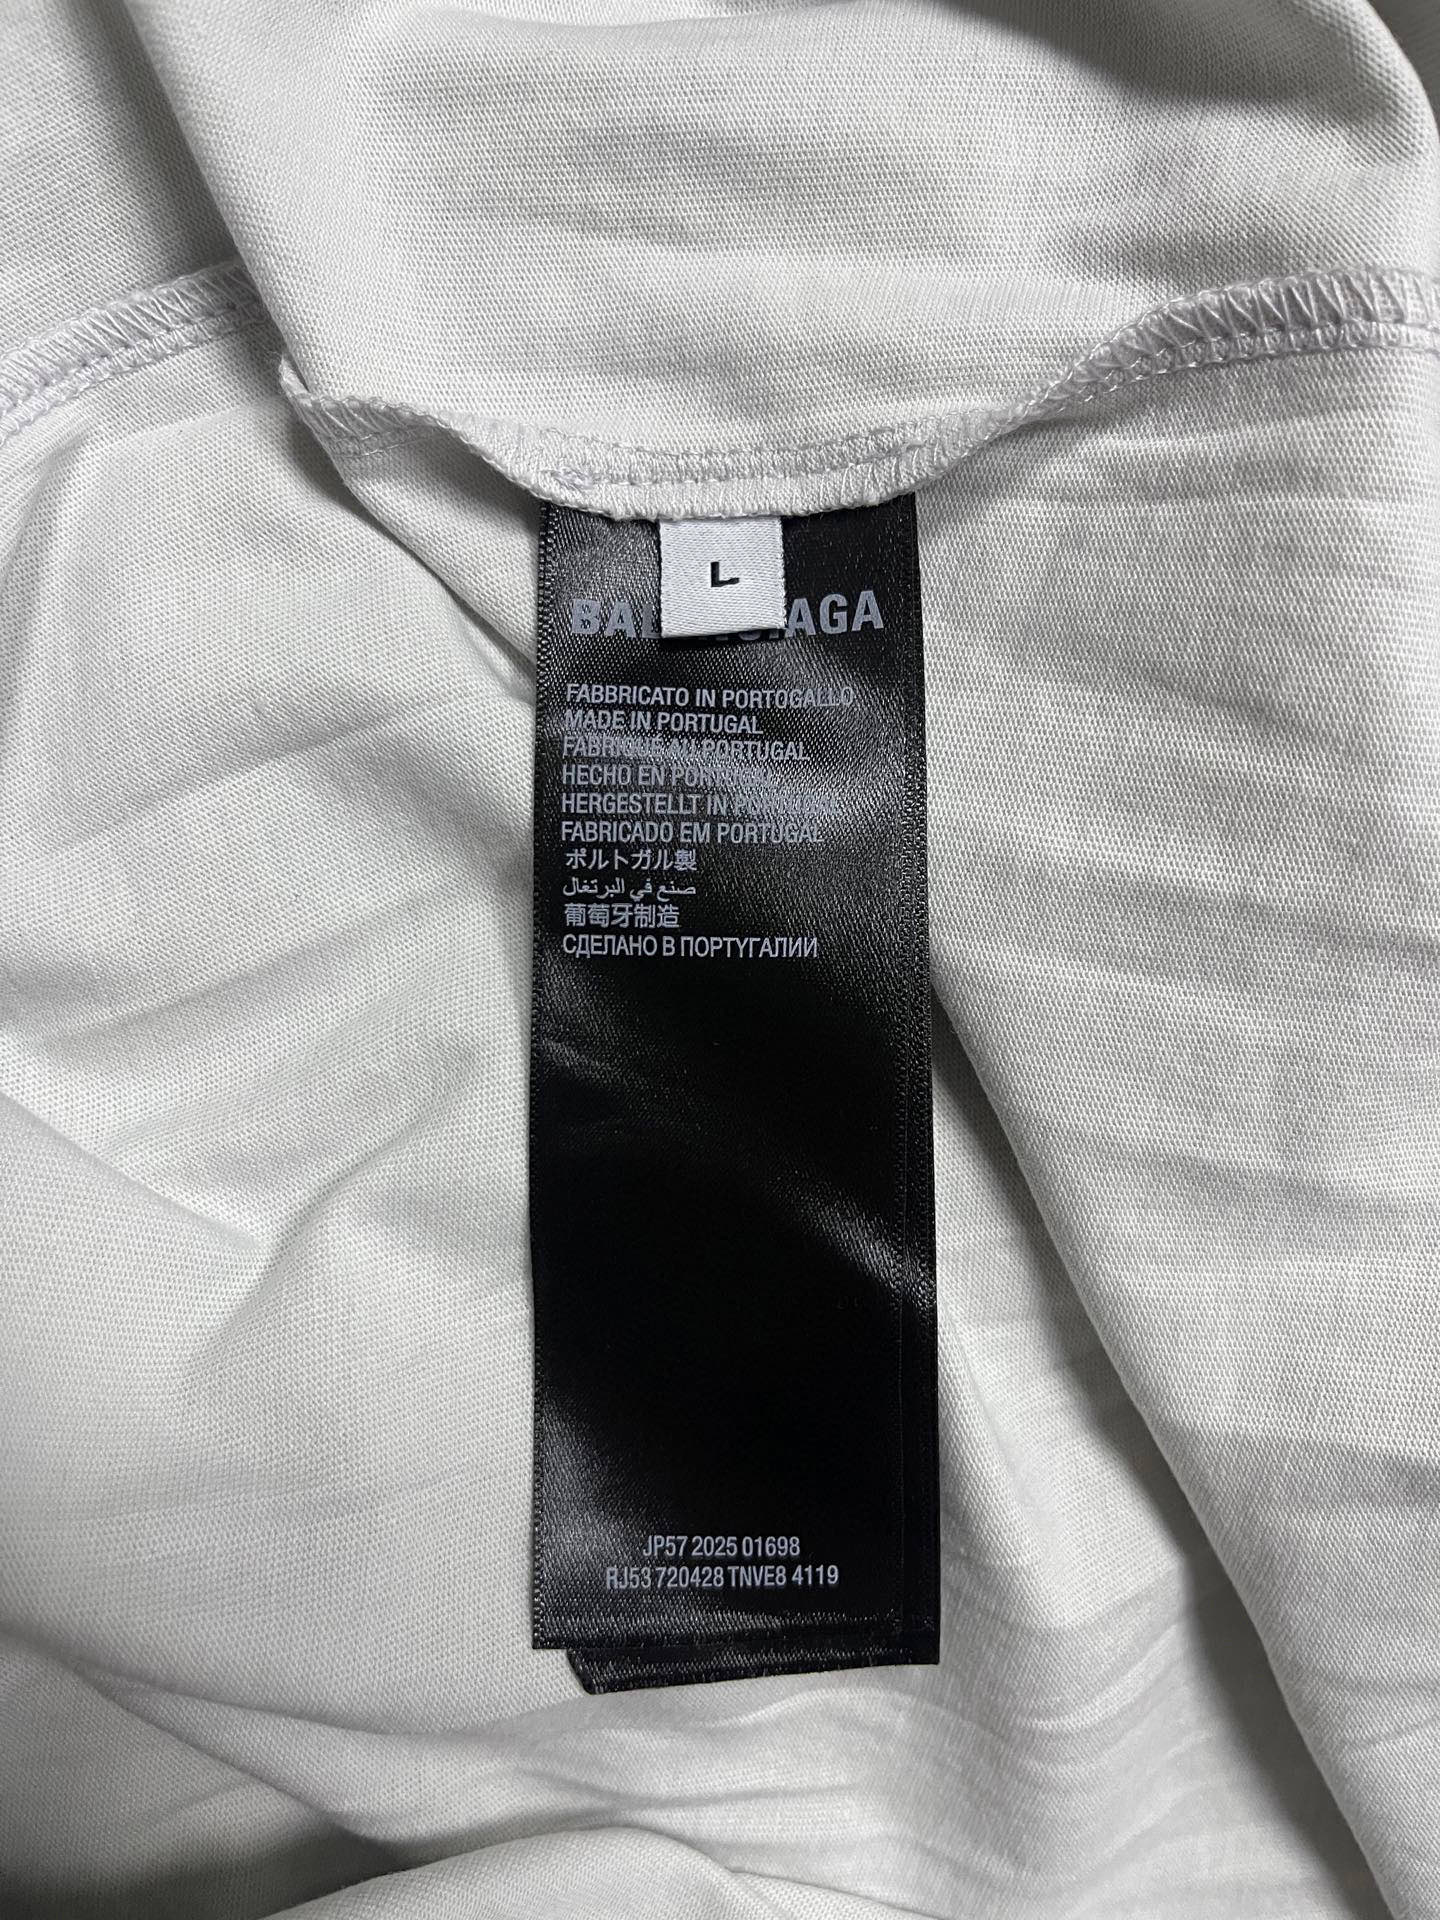 L
BALENCIAGA
FABBRICATO IN PORTOGALLO
MADE IN PORTUGAL
FABRIQUÉ AU PORTUGAL
HECHO EN PORTUGAL
HERGESTELLT IN PORTUGAL
FABRICADO EM PORTUGAL
ポルトガル製
صنع في البرتغال
葡萄牙制造
СДЕЛАНО В ПОРТУГАЛИИ
JP57 2025 01698
RJ53 720428 TNVE8 4119